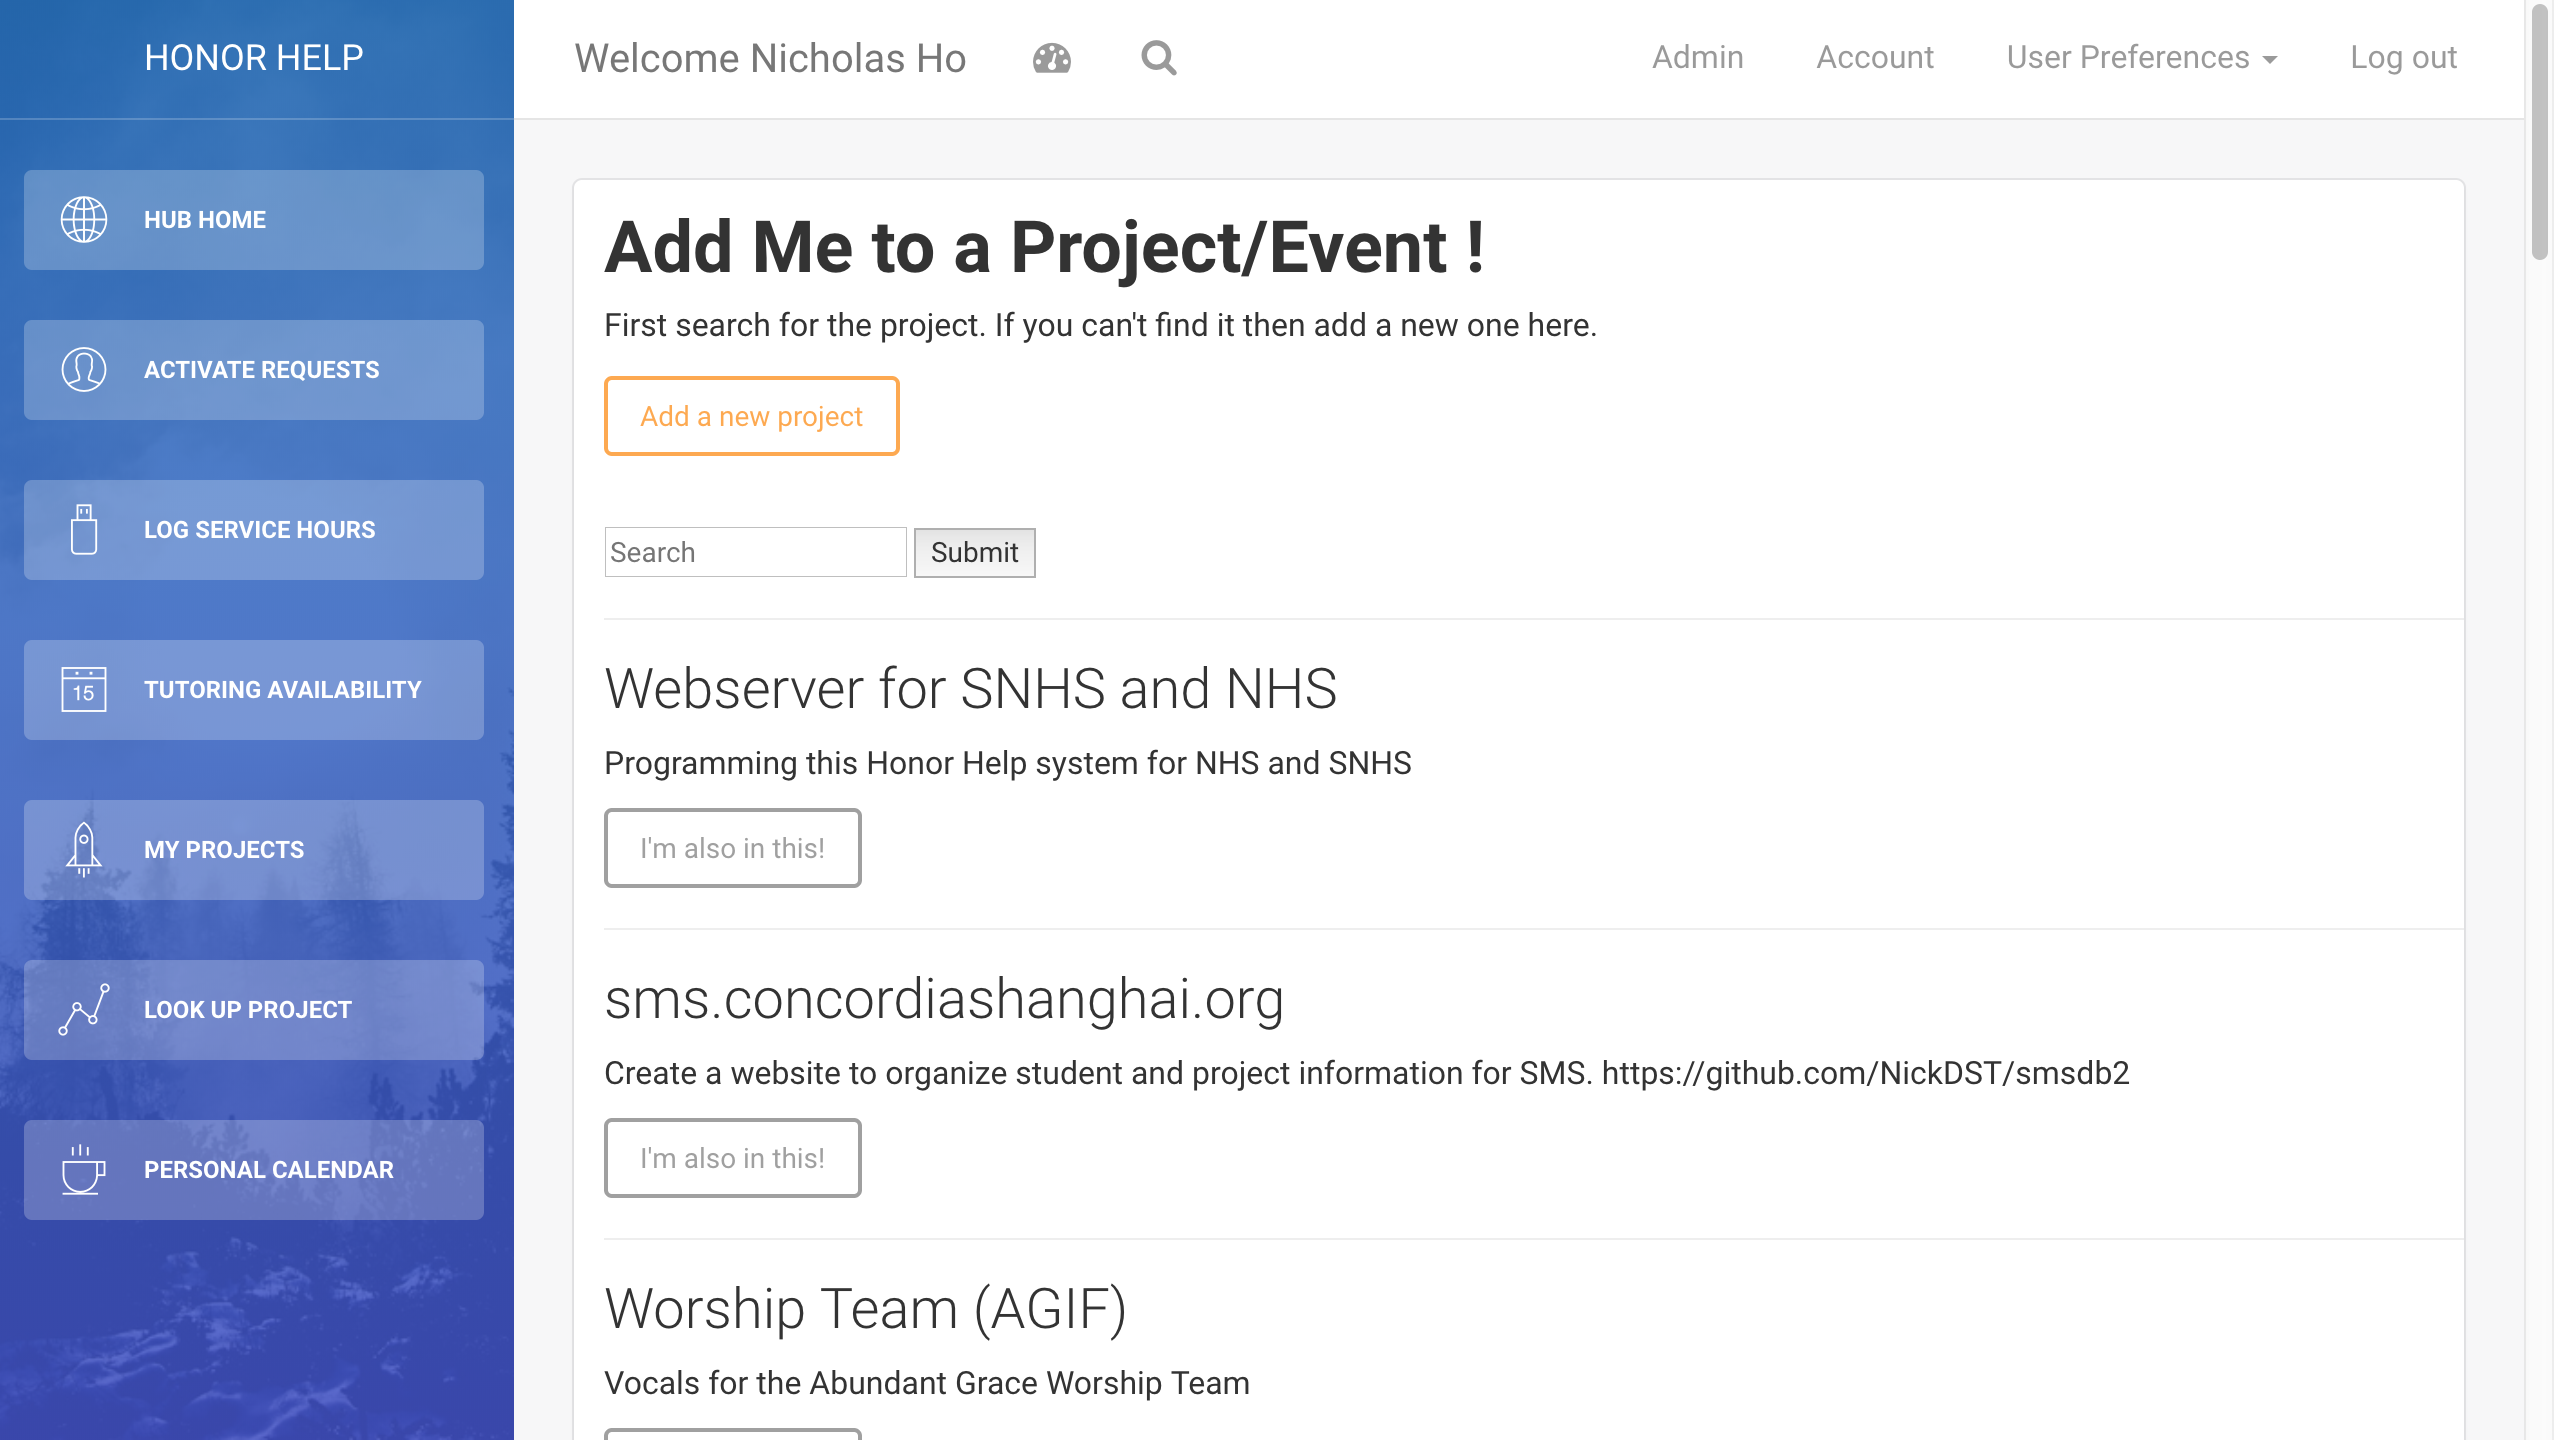 HONOR HELP
Welcome Nicholas Ho
Admin
Account
User Preferences
Log out
HUB HOME
ACTIVATE REQUESTS
LOG SERVICE HOURS
15
TUTORING AVAILABILITY
MY PROJECTS
LOOK UP PROJECT
PERSONAL CALENDAR
Add Me to a Project/Event !
First search for the project. If you can't find it then add a new one here.
Add a new project
Search
Submit
Webserver for SNHS and NHS
Programming this Honor Help system for NHS and SNHS
I'm also in this!
sms.concordiashanghai.org
Create a website to organize student and project information for SMS. https://github.com/NickDST/smsdb2
I'm also in this!
Worship Team (AGIF)
Vocals for the Abundant Grace Worship Team